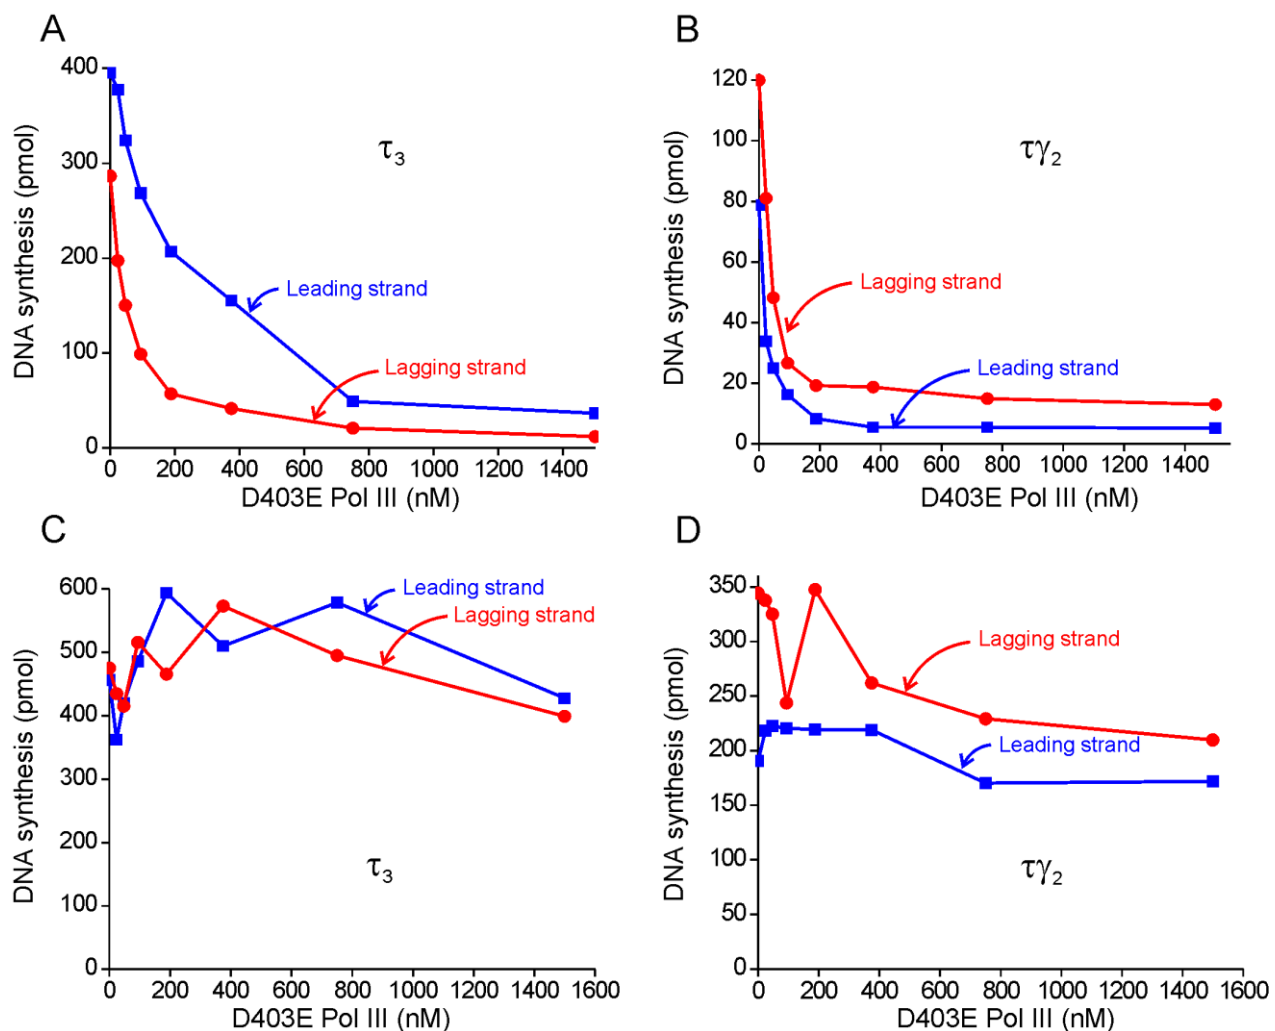 A
DNA synthesis (pmol)
400
300
200
100
0
τ3
Leading strand
Lagging strand
0 200 400 600 800 1000 1200 1400
D403E Pol III (nM)
B
DNA synthesis (pmol)
120
100
80
60
40
20
0
τγ2
Lagging strand
Leading strand
0 200 400 600 800 1000 1200 1400
D403E Pol III (nM)
C
DNA synthesis (pmol)
600
500
400
300
200
100
0
Leading strand
Lagging strand
τ3
0 200 400 600 800 1000 1200 1400 1600
D403E Pol III (nM)
D
DNA synthesis (pmol)
350
300
250
200
150
100
50
0
Lagging strand
Leading strand
τγ2
0 200 400 600 800 1000 1200 1400 1600
D403E Pol III (nM)